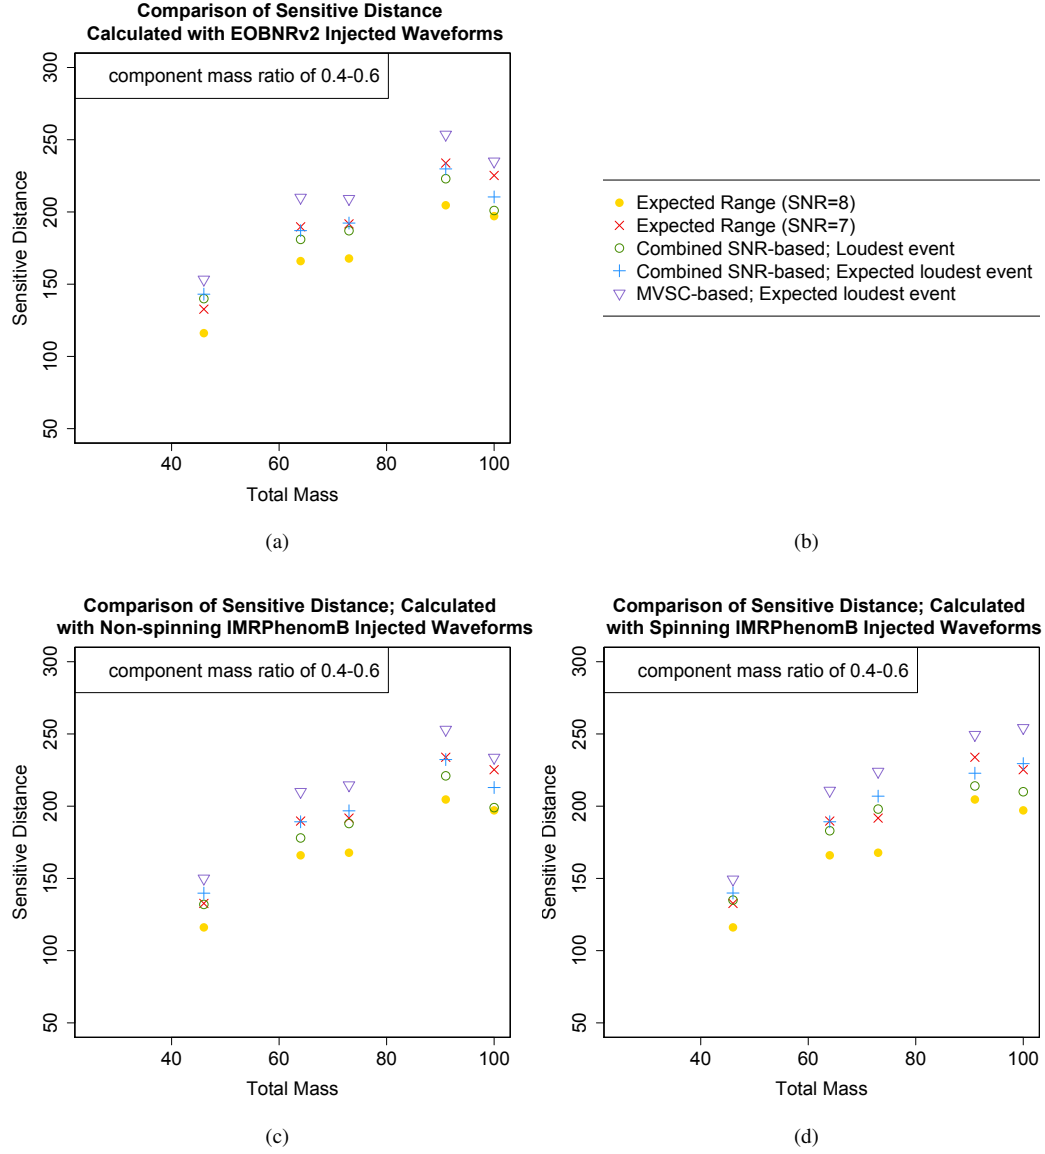 Comparison of Sensitive Distance
Calculated with EOBNRv2 Injected Waveforms
component mass ratio of 0.4-0.6
300
250
200
150
100
50
Sensitive Distance
40
60
80
100
Total Mass
(a)
Expected Range (SNR=8)
Expected Range (SNR=7)
Combined SNR-based; Loudest event
Combined SNR-based; Expected loudest event
MVSC-based; Expected loudest event
(b)
Comparison of Sensitive Distance; Calculated
with Non-spinning IMRPhenomB Injected Waveforms
component mass ratio of 0.4-0.6
300
250
200
150
100
50
Sensitive Distance
40
60
80
100
Total Mass
(c)
Comparison of Sensitive Distance; Calculated
with Spinning IMRPhenomB Injected Waveforms
component mass ratio of 0.4-0.6
300
250
200
150
100
50
Sensitive Distance
40
60
80
100
Total Mass
(d)